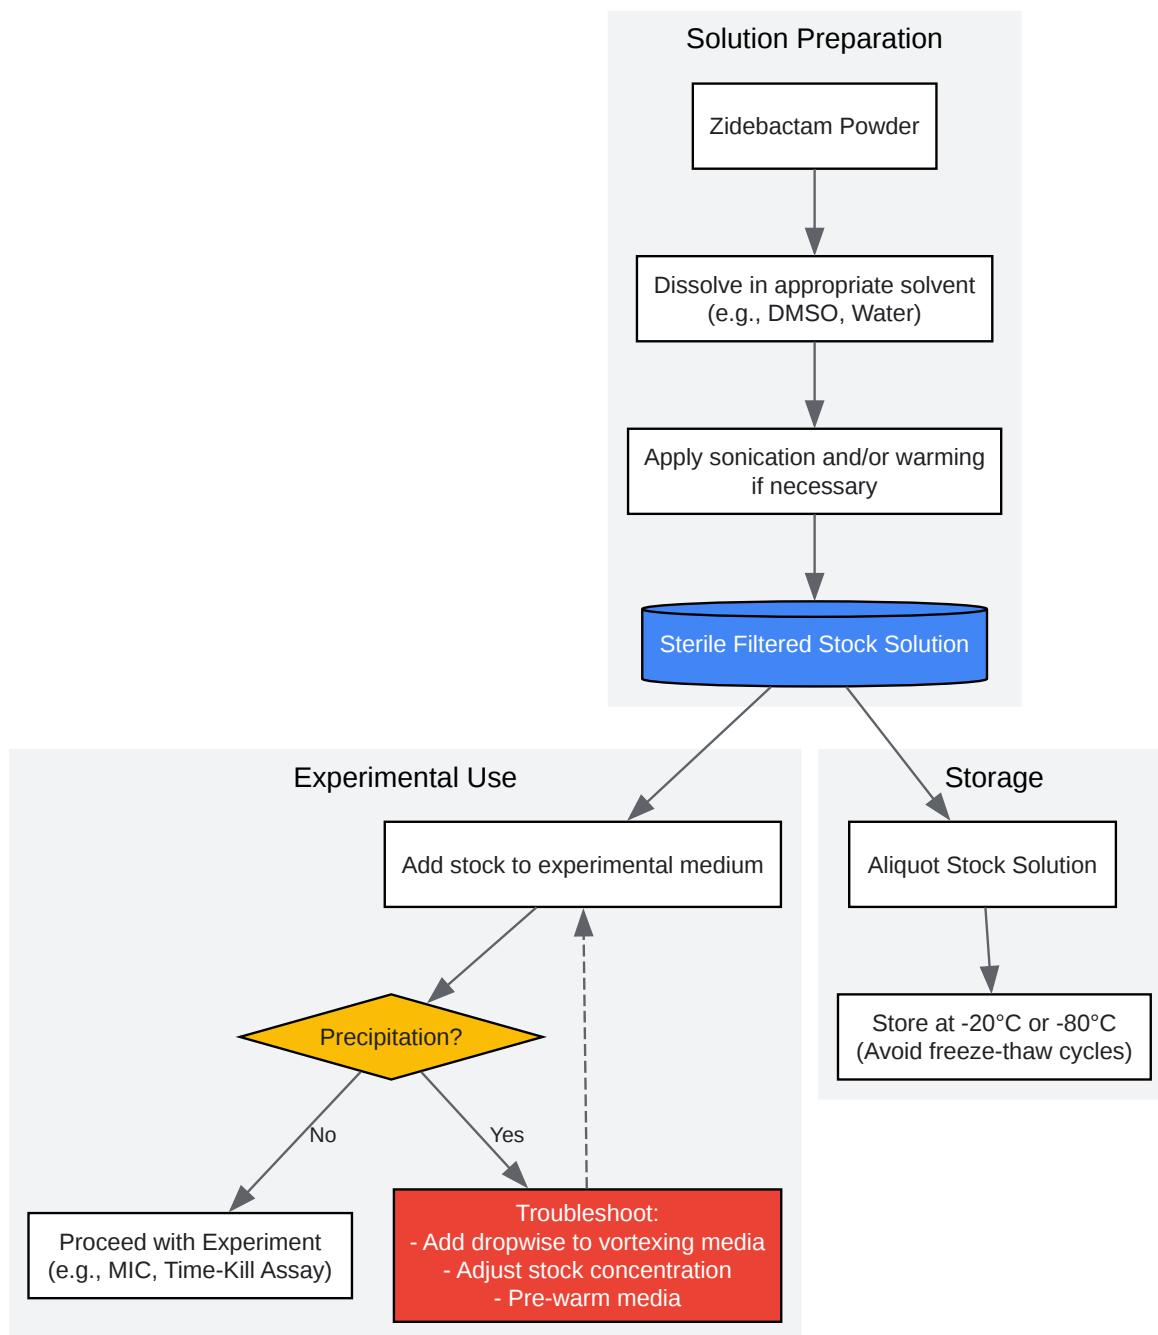 Solution Preparation
Zidebactam Powder
Dissolve in appropriate solvent
(e.g., DMSO, Water)
Apply sonication and/or warming
if necessary
Sterile Filtered Stock Solution
Experimental Use
Add stock to experimental medium
Precipitation?
No
Yes
Proceed with Experiment
(e.g., MIC, Time-Kill Assay)
Troubleshoot:
- Add dropwise to vortexing media
- Adjust stock concentration
- Pre-warm media
Storage
Aliquot Stock Solution
Store at -20°C or -80°C
(Avoid freeze-thaw cycles)